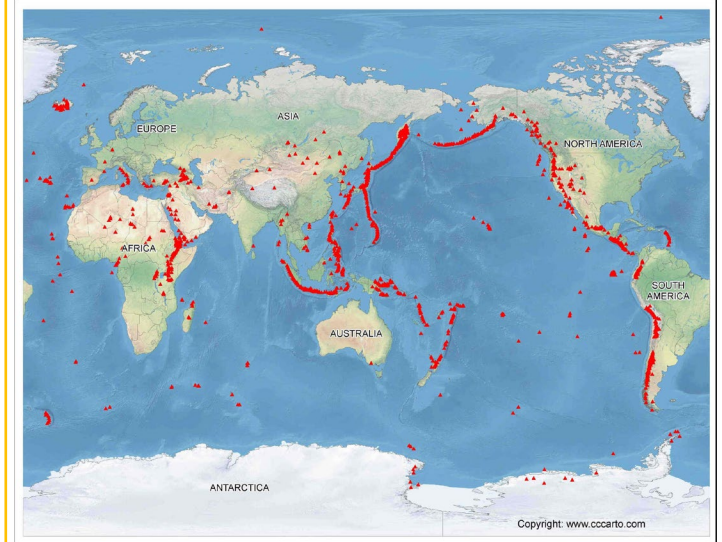 ASIA
EUROPE
NORTH AMERICA
AFRICA
SOUTH
AMERICA
AUSTRALIA
ANTARCTICA
Copyright: www.cccarto.com